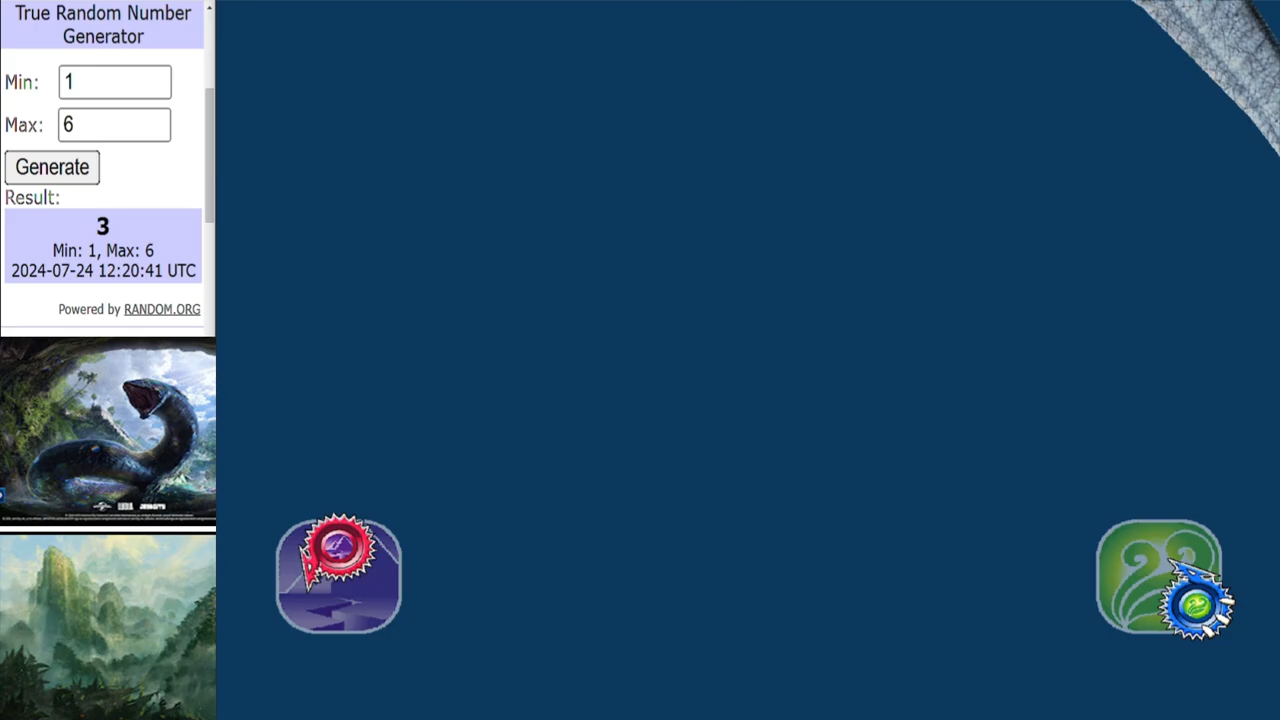 True Random Number
Generator
Min: 1
Max: 6
Generate
Result:
3
Min: 1, Max: 6
2024-07-24 12:20:41 UTC
Powered by RANDOM.ORG